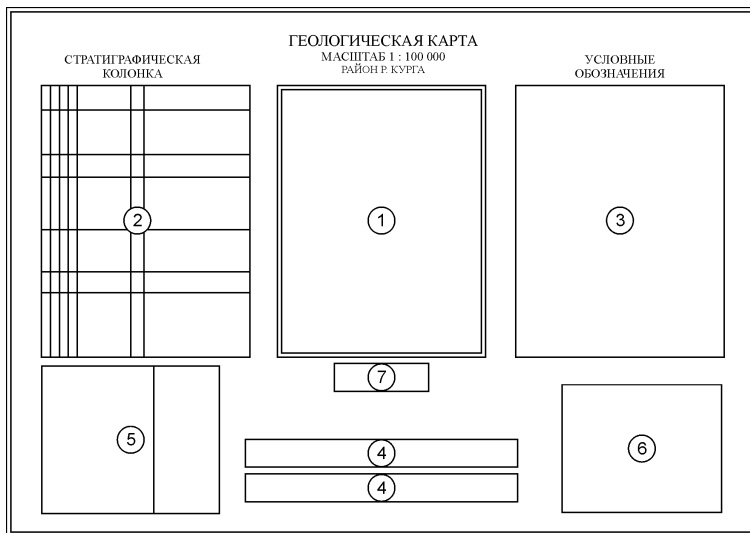 ГЕОЛОГИЧЕСКАЯ КАРТА
МАСШТАБ 1 : 100 000
РАЙОН Р. КУРГА
СТРАТИГРАФИЧЕСКАЯ
КОЛОНКА
УСЛОВНЫЕ
ОБОЗНАЧЕНИЯ
2
1
3
7
5
4
6
4